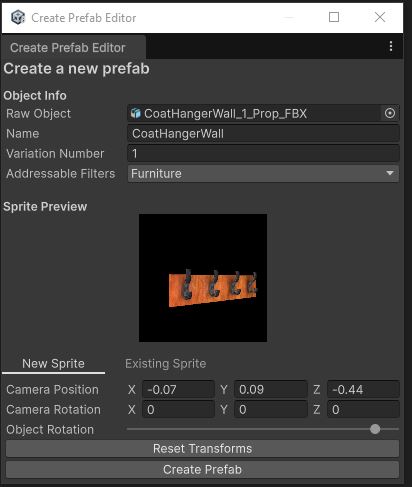 Create Prefab Editor
Create Prefab Editor
Create a new prefab
Object Info
Raw Object CoatHangerWall_1_Prop_FBX
Name CoatHangerWall
Variation Number 1
Addressable Filters Furniture
Sprite Preview
New Sprite Existing Sprite
Camera Position X -0.07 Y 0.09 Z -0.44
Camera Rotation X 0 Y 0 Z 0
Object Rotation
Reset Transforms
Create Prefab